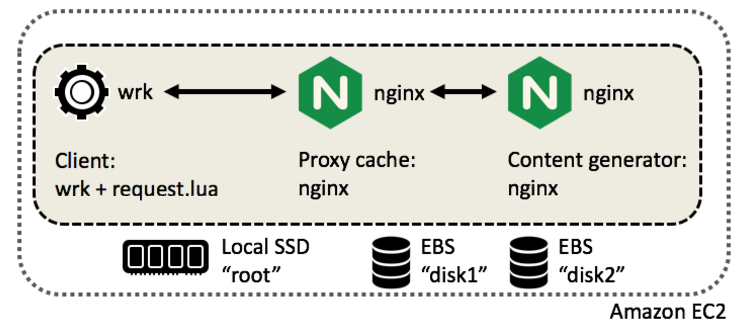 wrk
N
nginx
N
nginx
Client:
wrk + request.lua
Proxy cache:
nginx
Content generator:
nginx
Local SSD
“root”
EBS
“disk1”
EBS
“disk2”
Amazon EC2